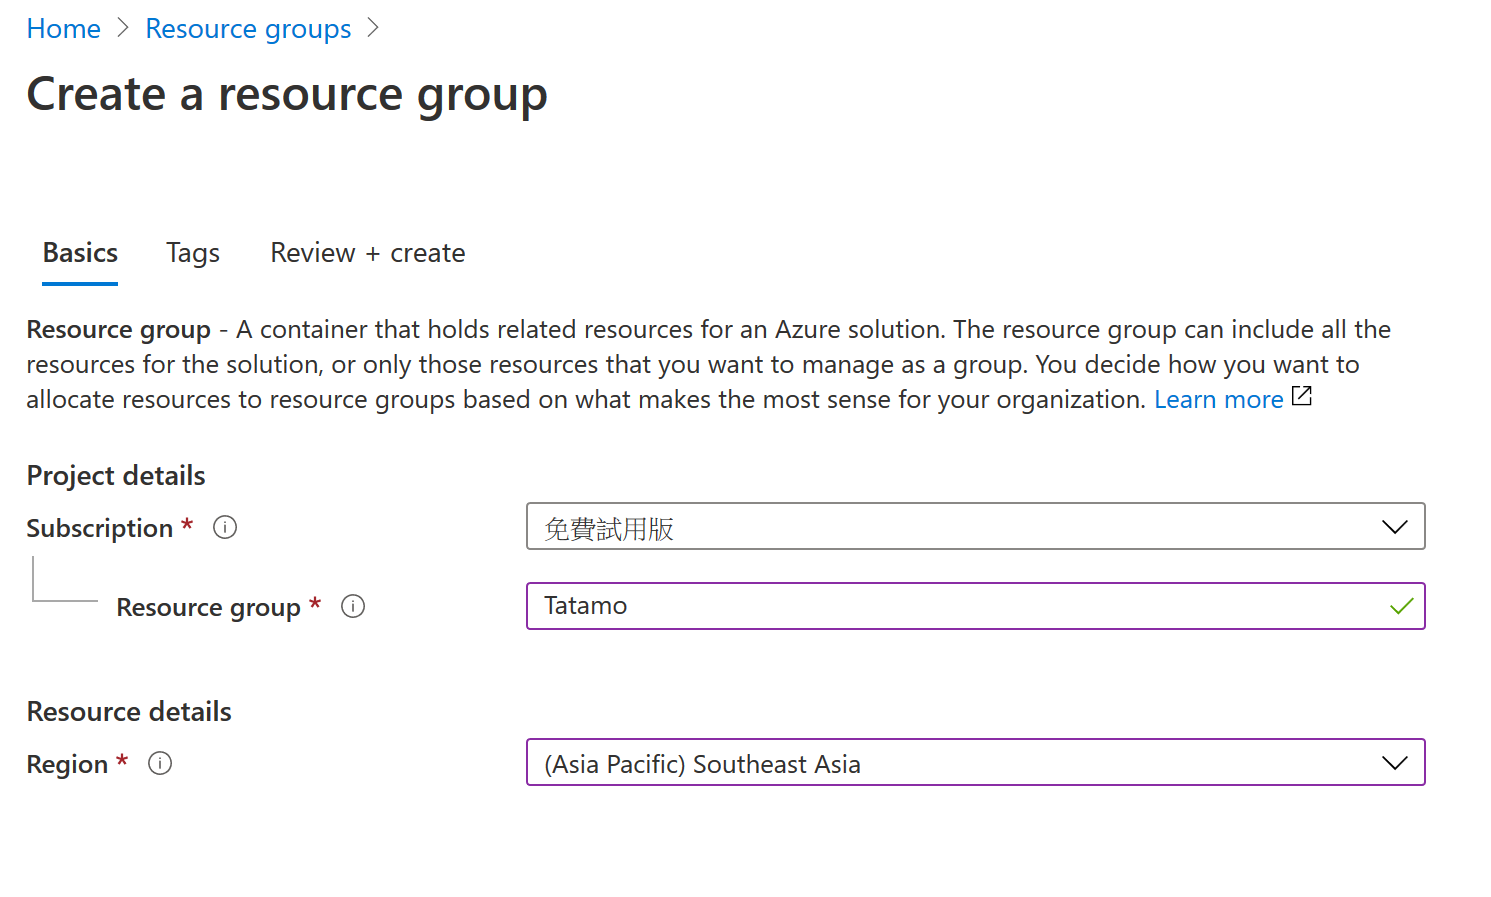 Home > Resource groups >
Create a resource group
Basics Tags Review + create
Resource group - A container that holds related resources for an Azure solution. The resource group can include all the
resources for the solution, or only those resources that you want to manage as a group. You decide how you want to
allocate resources to resource groups based on what makes the most sense for your organization. Learn more
Project details
Subscription * 免費試用版
Resource group * Tatamo
Resource details
Region * (Asia Pacific) Southeast Asia